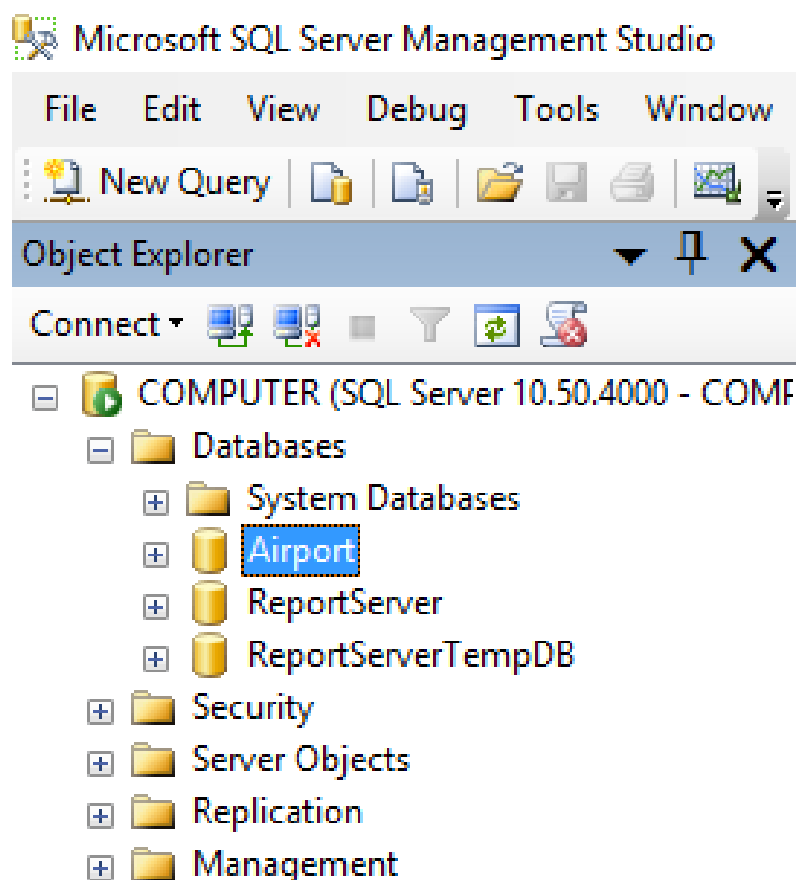 Microsoft SQL Server Management Studio
File Edit View Debug Tools Window
New Query
Object Explorer
Connect
COMPUTER (SQL Server 10.50.4000 - COMP
Databases
System Databases
Airport
ReportServer
ReportServerTempDB
Security
Server Objects
Replication
Management